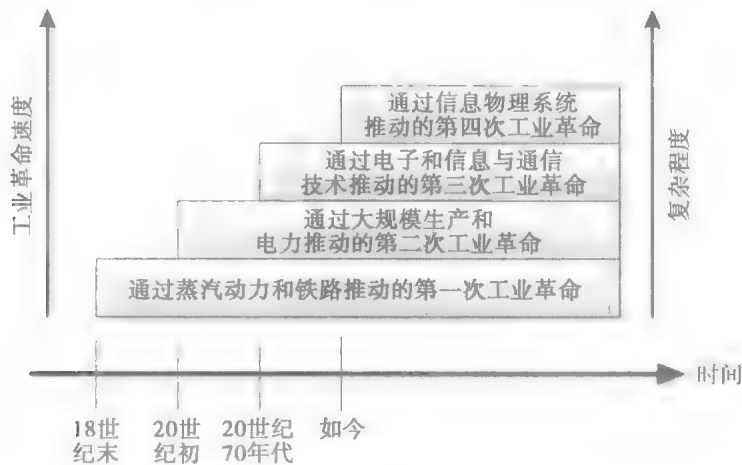 工业革命速度
复杂程度
通过信息物理系统
推动的第四次工业革命
通过电子和信息与通信
技术推动的第三次工业革命
通过大规模生产和
电力推动的第二次工业革命
通过蒸汽动力和铁路推动的第一次工业革命
时间
18世
纪末
20世
纪初
20世纪
70年代
如今